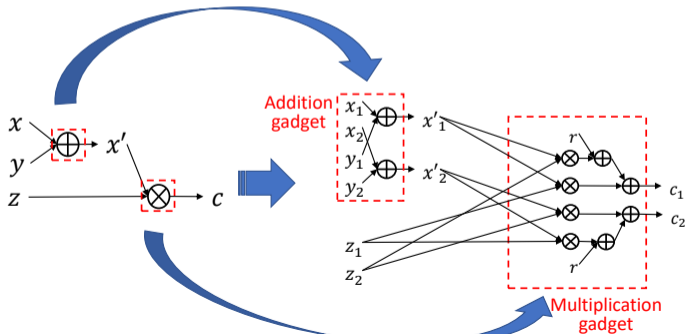 x
y
x′
z
c
Addition
gadget
x₁
x₂
y₁
y₂
x′₁
x′₂
z₁
z₂
r
r
c₁
c₂
Multiplication
gadget